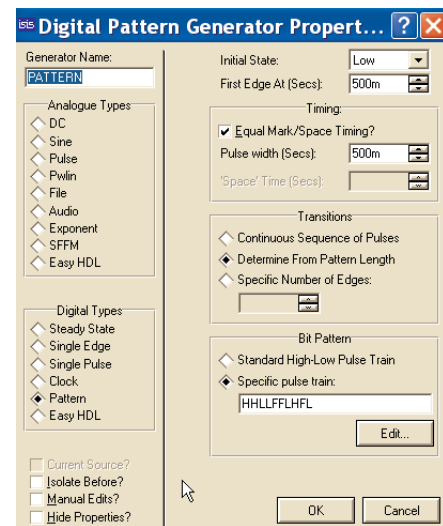 isis Digital Pattern Generator Propert... ? X
Generator Name:
PATTERN
Analogue Types
DC
Sine
Pulse
Pwlin
File
Audio
Exponent
SFFM
Easy HDL
Digital Types
Steady State
Single Edge
Single Pulse
Clock
Pattern
Easy HDL
Current Source?
Isolate Before?
Manual Edits?
Hide Properties?
Initial State: Low
First Edge At (Secs): 500m
Timing:
Equal Mark/Space Timing?
Pulse width (Secs): 500m
'Space' Time (Secs):
Transitions
Continuous Sequence of Pulses
Determine From Pattern Length
Specific Number of Edges:
Bit Pattern
Standard High-Low Pulse Train
Specific pulse train:
HHLLFFLHFL
Edit...
OK Cancel